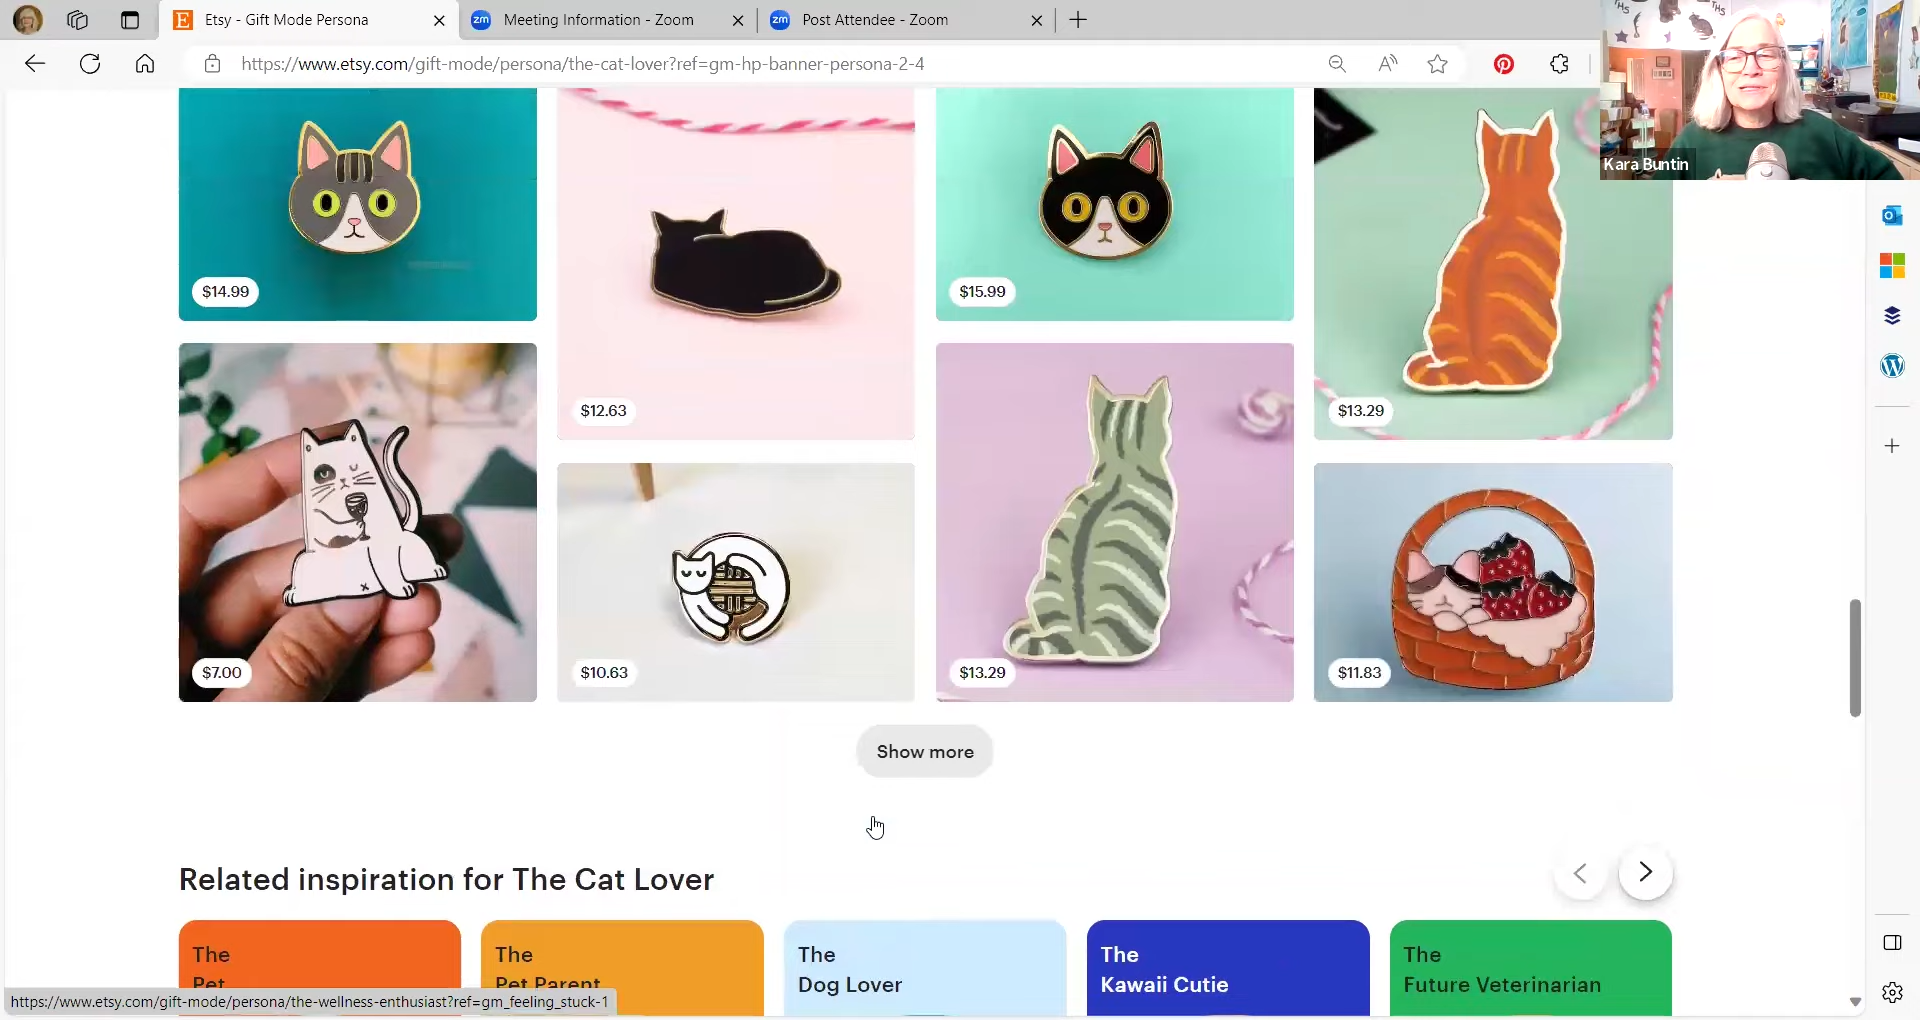 Etsy - Gift Mode Persona
zm Meeting Information - Zoom
zm Post Attendee - Zoom
https://www.etsy.com/gift-mode/persona/the-cat-lover?ref=gm-hp-banner-persona-2-4
THS
THS
Kara Buntin
$14.99
$12.63
$15.99
$13.29
$7.00
$10.63
$13.29
$11.83
Show more
Related inspiration for The Cat Lover
The
Pet
The
Pet Parent
The
Dog Lover
The
Kawaii Cutie
The
Future Veterinarian
https://www.etsy.com/gift-mode/persona/the-wellness-enthusiast?ref=gm_feeling_stuck-1